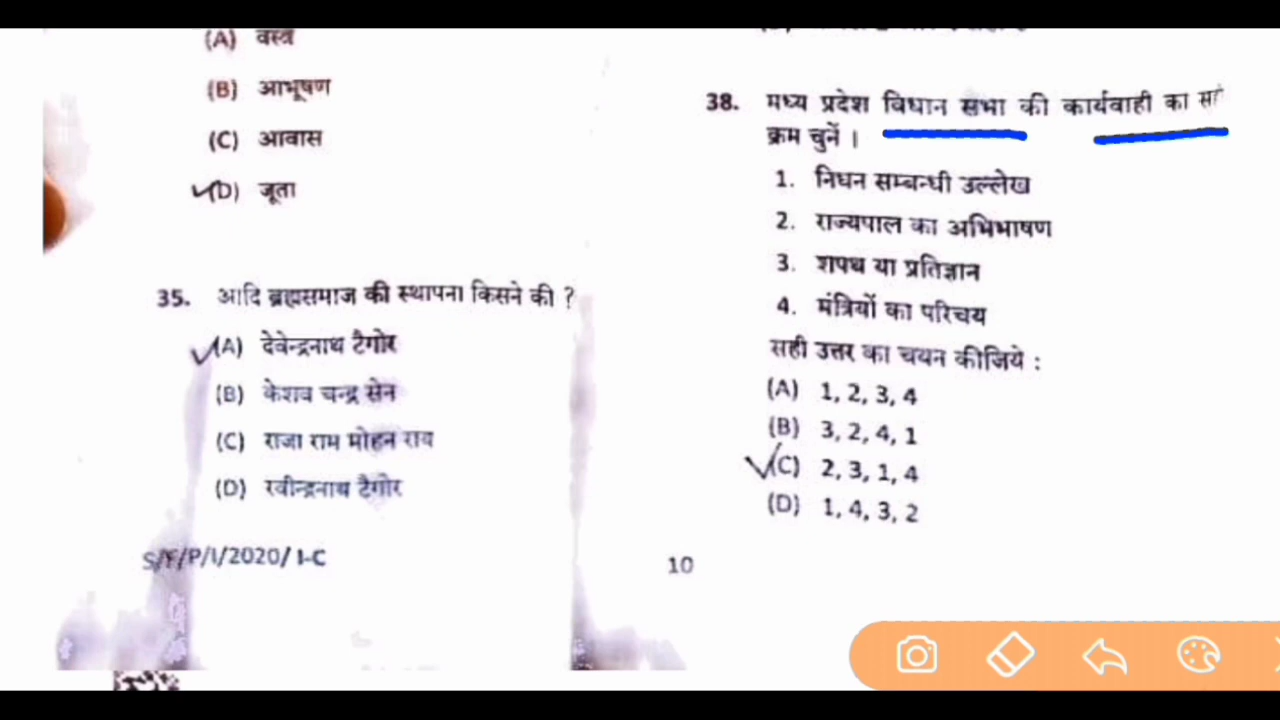 (A) वस्त्र
(B) आभूषण
(C) आवास
(D) जूता
35. आदि ब्रह्मसमाज की स्थापना किसने की ?
(A) देवेन्द्रनाथ टैगोर
(B) केशव चन्द्र सेन
(C) राजा राम मोहन राय
(D) रवीन्द्रनाथ टैगोर
S/F/P/I/2020/ I-C
38. मध्य प्रदेश विधान सभा की कार्यवाही का
क्रम चुनें ।
1. निधन सम्बन्धी उल्लेख
2. राज्यपाल का अभिभाषण
3. शपथ या प्रतिज्ञान
4. मंत्रियों का परिचय
सही उत्तर का चयन कीजिये :
(A) 1, 2, 3, 4
(B) 3, 2, 4, 1
(C) 2, 3, 1, 4
(D) 1, 4, 3, 2
10